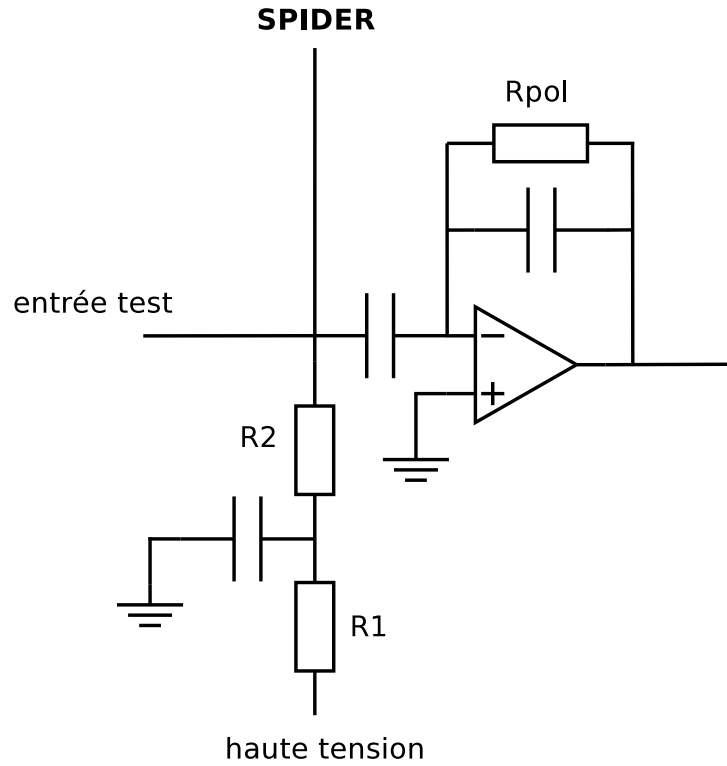 SPIDER
Rpol
entrée test
R2
R1
haute tension